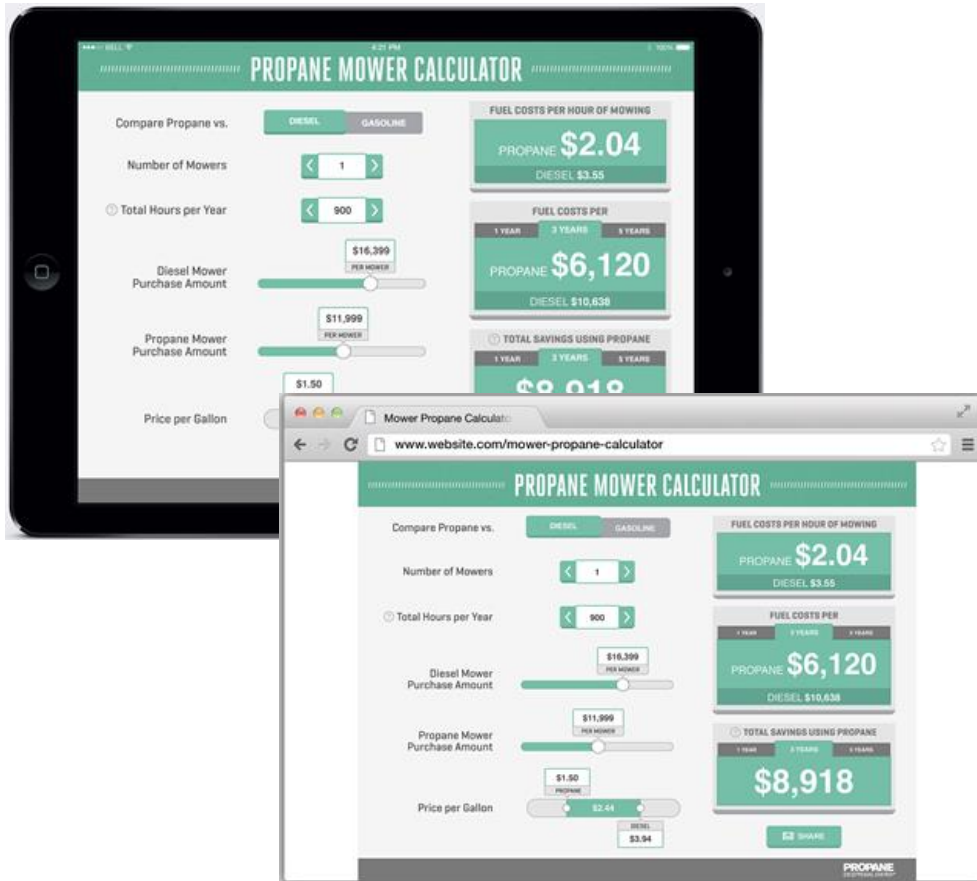 BELL
4:21 PM
100%
PROPANE MOWER CALCULATOR
Compare Propane vs.
DIESEL
GASOLINE
Number of Mowers
1
Total Hours per Year
900
Diesel Mower
Purchase Amount
$16,399
PER MOWER
Propane Mower
Purchase Amount
$11,999
PER MOWER
Price per Gallon
$1.50
FUEL COSTS PER HOUR OF MOWING
PROPANE $2.04
DIESEL $3.55
FUEL COSTS PER
1 YEAR 3 YEARS 5 YEARS
PROPANE $6,120
DIESEL $10,638
? TOTAL SAVINGS USING PROPANE
1 YEAR 3 YEARS 5 YEARS
$8,918
Mower Propane Calculato
www.website.com/mower-propane-calculator
PROPANE MOWER CALCULATOR
Compare Propane vs.
DIESEL
GASOLINE
Number of Mowers
1
? Total Hours per Year
900
Diesel Mower
Purchase Amount
$16,399
PER MOWER
Propane Mower
Purchase Amount
$11,999
PER MOWER
Price per Gallon
$1.50
PROPANE
$2.44
DIESEL
$3.94
FUEL COSTS PER HOUR OF MOWING
PROPANE $2.04
DIESEL $3.55
FUEL COSTS PER
1 YEAR 3 YEARS 5 YEARS
PROPANE $6,120
DIESEL $10,638
? TOTAL SAVINGS USING PROPANE
1 YEAR 3 YEARS 5 YEARS
$8,918
SHARE
PROPANE